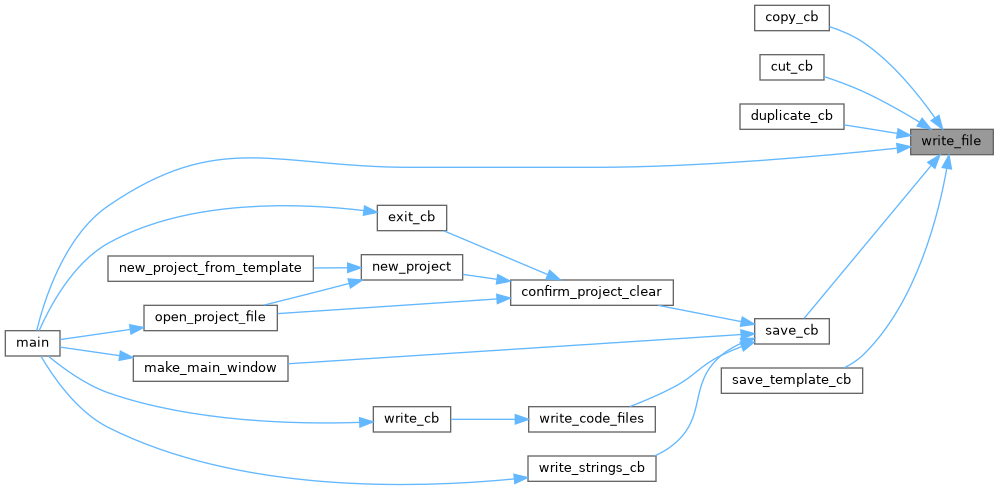 copy_cb
cut_cb
duplicate_cb
write_file
exit_cb
new_project_from_template
new_project
confirm_project_clear
open_project_file
save_cb
main
make_main_window
save_template_cb
write_cb
write_code_files
write_strings_cb